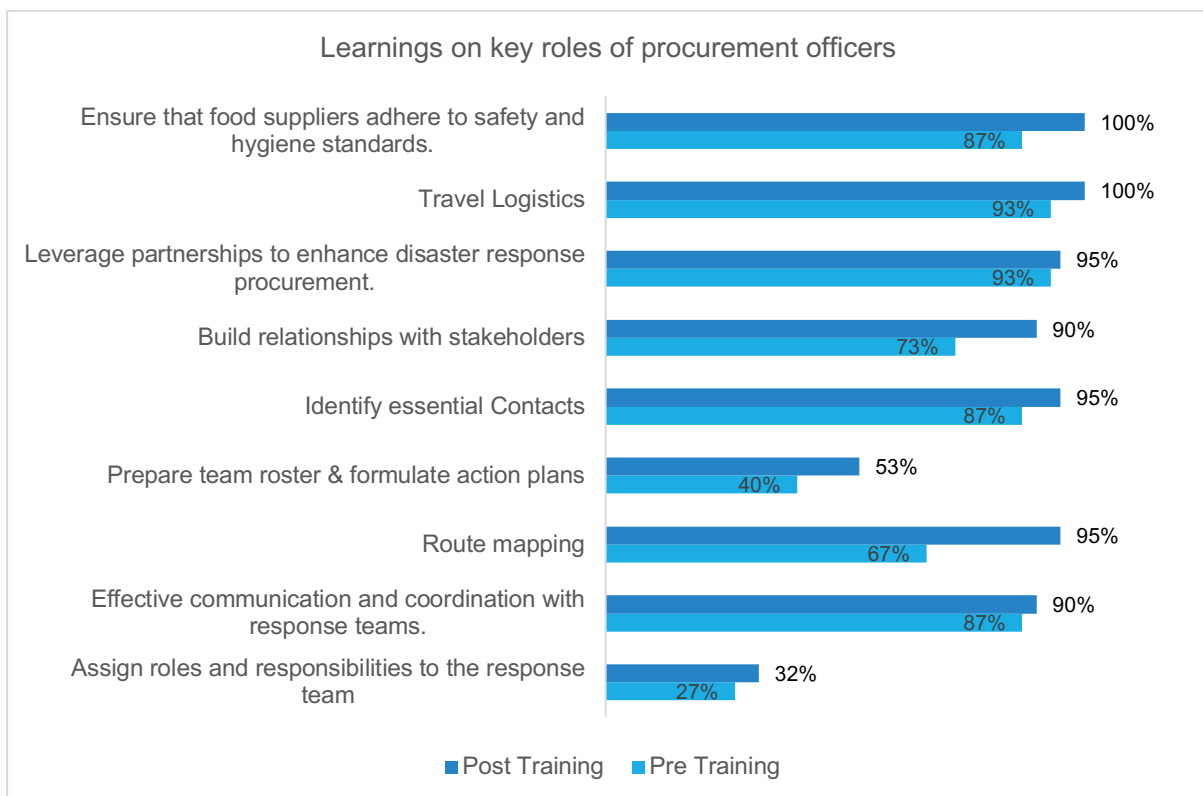 Learnings on key roles of procurement officers
Ensure that food suppliers adhere to safety and
hygiene standards.
100%
87%
Travel Logistics
100%
93%
Leverage partnerships to enhance disaster response
procurement.
95%
93%
Build relationships with stakeholders
90%
73%
Identify essential Contacts
95%
87%
Prepare team roster & formulate action plans
53%
40%
Route mapping
95%
67%
Effective communication and coordination with
response teams.
90%
87%
Assign roles and responsibilities to the response
team
32%
27%
Post Training
Pre Training